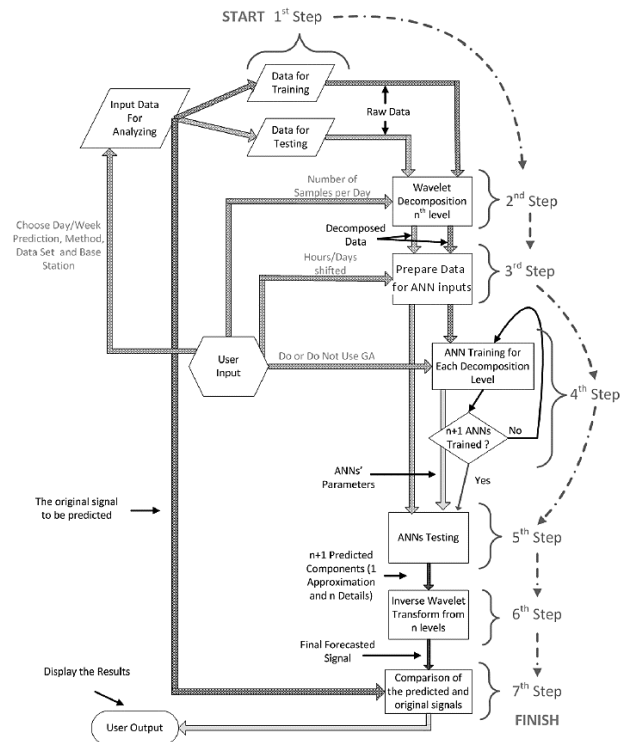 START 1st Step
Data for
Training
Input Data
For
Analyzing
Raw Data
Data for
Testing
Number of
Samples per Day
Wavelet
Decomposition
nth level
2nd Step
Choose Day/Week
Prediction, Method,
Data Set and Base
Station
Decomposed
Data
Hours/Days
shifted
Prepare Data
for ANN inputs
3rd Step
User
Input
Do or Do Not Use GA
ANN Training for
Each Decomposition
Level
4th Step
n+1 ANNs
Trained ?
No
Yes
ANNs'
Parameters
The original signal
to be predicted
ANNs Testing
5th Step
n+1 Predicted
Components (1
Approximation
and n Details)
Inverse Wavelet
Transform from
n levels
6th Step
Final Forecasted
Signal
Comparison of
the predicted and
original signals
7th Step
FINISH
Display the Results
User Output